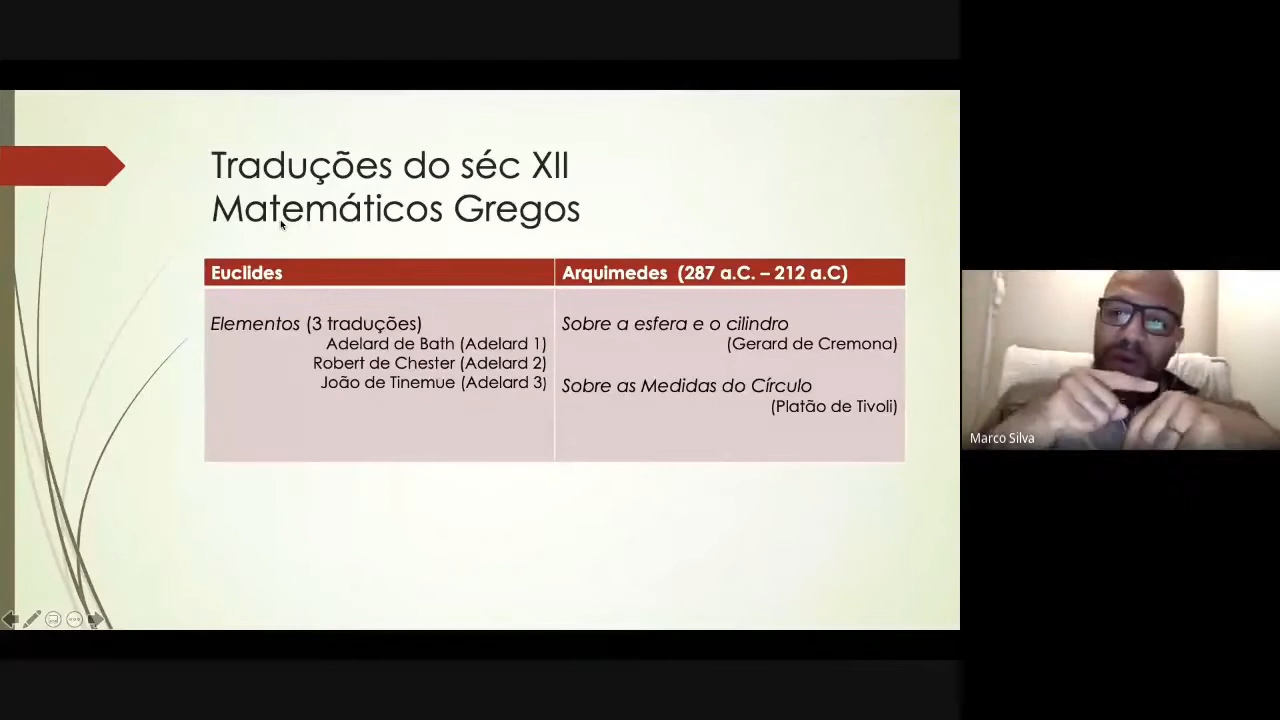 Traduções do séc XII
Matemáticos Gregos
Euclides
Arquimedes (287 a.C. – 212 a.C)
Elementos (3 traduções)
Adelard de Bath (Adelard 1)
Robert de Chester (Adelard 2)
João de Tinemue (Adelard 3)
Sobre a esfera e o cilindro
(Gerard de Cremona)
Sobre as Medidas do Círculo
(Platão de Tivoli)
Marco Silva